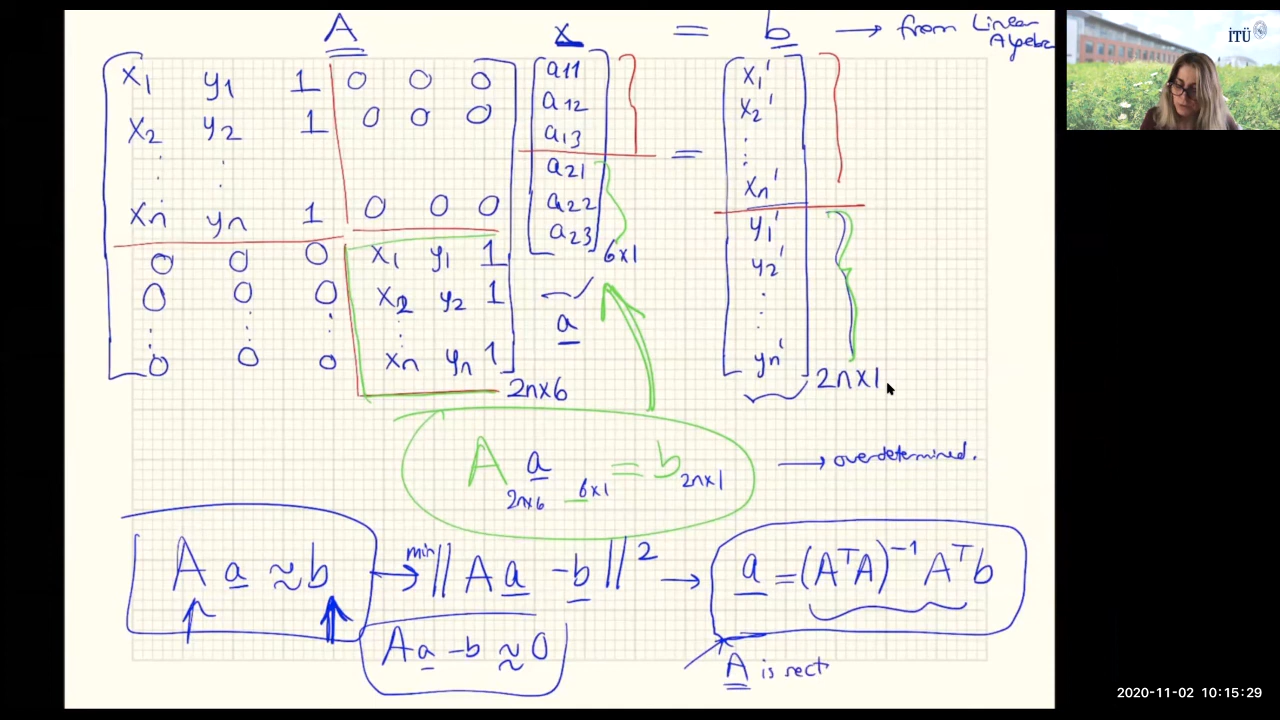 A x = b → from Linear Algebra
x1 y1 1 0 0 0 a11 x1'
x2 y2 1 0 0 0 a12 x2'
. . a13 = :
xn yn 1 0 0 0 a21 xn'
0 0 0 x1 y1 1 a22 y1'
0 0 0 x2 y2 1 a23 y2'
: : : : 6x1 :
0 0 0 xn yn 1 a yn'
2nx6 2nx1
A a = b → overdetermined.
2nx6 6x1 2nx1
A a ≈ b → min ||A a - b||² → a = (AᵀA)⁻¹ Aᵀb
A a - b ≈ 0
A is rect
İTÜ
2020-11-02 10:15:29